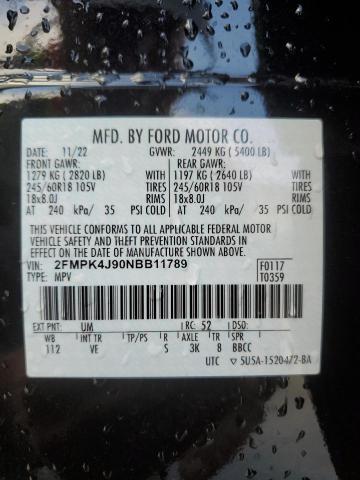 MFD. BY FORD MOTOR CO.
DATE: 11/22 GVWR: 2449 KG ( 5400 LB)
FRONT GAWR: REAR GAWR:
1279 KG ( 2820 LB) WITH 1197 KG ( 2640 LB) WITH
245/60R18 105V TIRES 245/60R18 105V TIRES
18x8.0J RIMS 18x8.0J RIMS
AT 240 kPa/ 35 PSI COLD AT 240 kPa/ 35 PSI COLD
THIS VEHICLE CONFORMS TO ALL APPLICABLE FEDERAL MOTOR
VEHICLE SAFETY AND BUMPER STANDARDS IN
EFFECT ON THE DATE OF MANUFACTURE SHOWN ABOVE.
VIN: 2FMPK4J90NBB11789 F0117
TYPE: MPV T0359
EXT PNT: UM RC: 52 DSO:
WB INT TR TP/PS R AXLE TR SPR
112 VE S 3K 8 BBCC
UTC 5U5A-1520472-BA